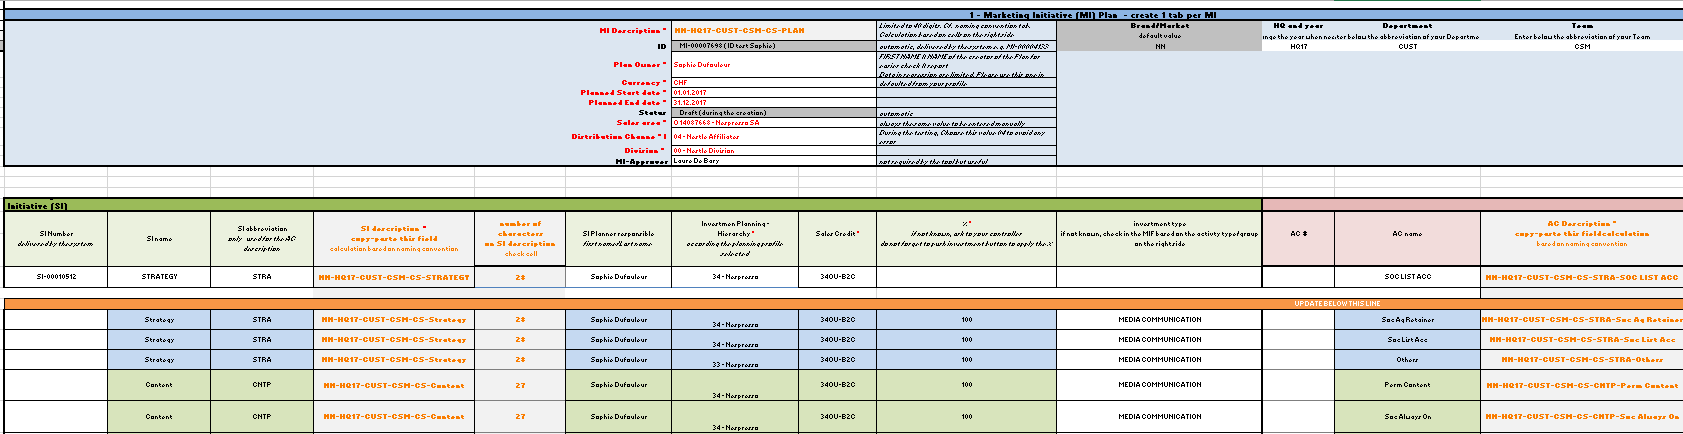 1 - Marketing Initiative (MI) Plan - create 1 tab per MI
MI Description * NN-HQ17-CUST-CSM-CS-PLAN Limited to 40 digits. Cf. naming convention tab. Brand/Market HQ and year Department Team
Calculation based on cells on the right side default value Enter below the abbreviation of your Team
ID MI-00007698 (ID test Sophie) automatic, delivered by the system e.g. MI-00004133 NN HQ17 CUST CSM
Plan Owner * Sophie Dufauleur FIRST NAME & NAME of the creator of the Plan for
easier check & report
Currency * CHF Data in regression are limited. Please use this one in
defaulted from your profile
Planned Start date * 01.01.2017
Planned End date * 31.12.2017
Status Draft (during the creation) automatic
Sales area * O 14087668 - Nespresso SA always the same value to be entered manually
Distribution Channe * l 04 - Nestle Affiliates During the testing, Choose this value 04 to avoid any
error
Division * 00 - Nestle Division
MI-Approver Laure De Bary not required by the tool but useful
Initiative (SI)
SI Number
delivered by the system
SI name
SI abbreviation
only used for the AC
description
SI description *
copy-paste this field
calculation based on naming convention
number of
characters
on SI description
check cell
SI Planner responsible
first name & last name
Investmen Planning -
Hierarchy *
according the planning profile
selected
Sales Credit *
% *
if not known, ask to your controller
do not forget to push investment button to apply the %
investment type
if not known, check in the MIF based on the activity type/group
on the right side
AC #
AC name
AC Description *
copy-paste this field calculation
based on naming convention
SI-00010512 STRATEGY STRA NN-HQ17-CUST-CSM-CS-STRATEGY 28 Sophie Dufauleur 34 - Nespresso 340U-B2C SOC LIST ACC NN-HQ17-CUST-CSM-CS-STRA-SOC LIST ACC
UPDATE BELOW THIS LINE
Strategy STRA NN-HQ17-CUST-CSM-CS-Strategy 28 Sophie Dufauleur 34 - Nespresso 340U-B2C 100 MEDIA COMMUNICATION Soc Ag Retainer NN-HQ17-CUST-CSM-CS-STRA-Soc Ag Retainer
Strategy STRA NN-HQ17-CUST-CSM-CS-Strategy 28 Sophie Dufauleur 34 - Nespresso 340U-B2C 100 MEDIA COMMUNICATION Soc List Acc NN-HQ17-CUST-CSM-CS-STRA-Soc List Acc
Strategy STRA NN-HQ17-CUST-CSM-CS-Strategy 28 Sophie Dufauleur 33 - Nespresso 340U-B2C 100 MEDIA COMMUNICATION Others NN-HQ17-CUST-CSM-CS-STRA-Others
Content CNTP NN-HQ17-CUST-CSM-CS-Content 27 Sophie Dufauleur 34 - Nespresso 340U-B2C 100 MEDIA COMMUNICATION Perm Content NN-HQ17-CUST-CSM-CS-CNTP-Perm Content
Content CNTP NN-HQ17-CUST-CSM-CS-Content 27 Sophie Dufauleur 34 - Nespresso 340U-B2C 100 MEDIA COMMUNICATION Soc Always On NN-HQ17-CUST-CSM-CS-CNTP-Soc Always On